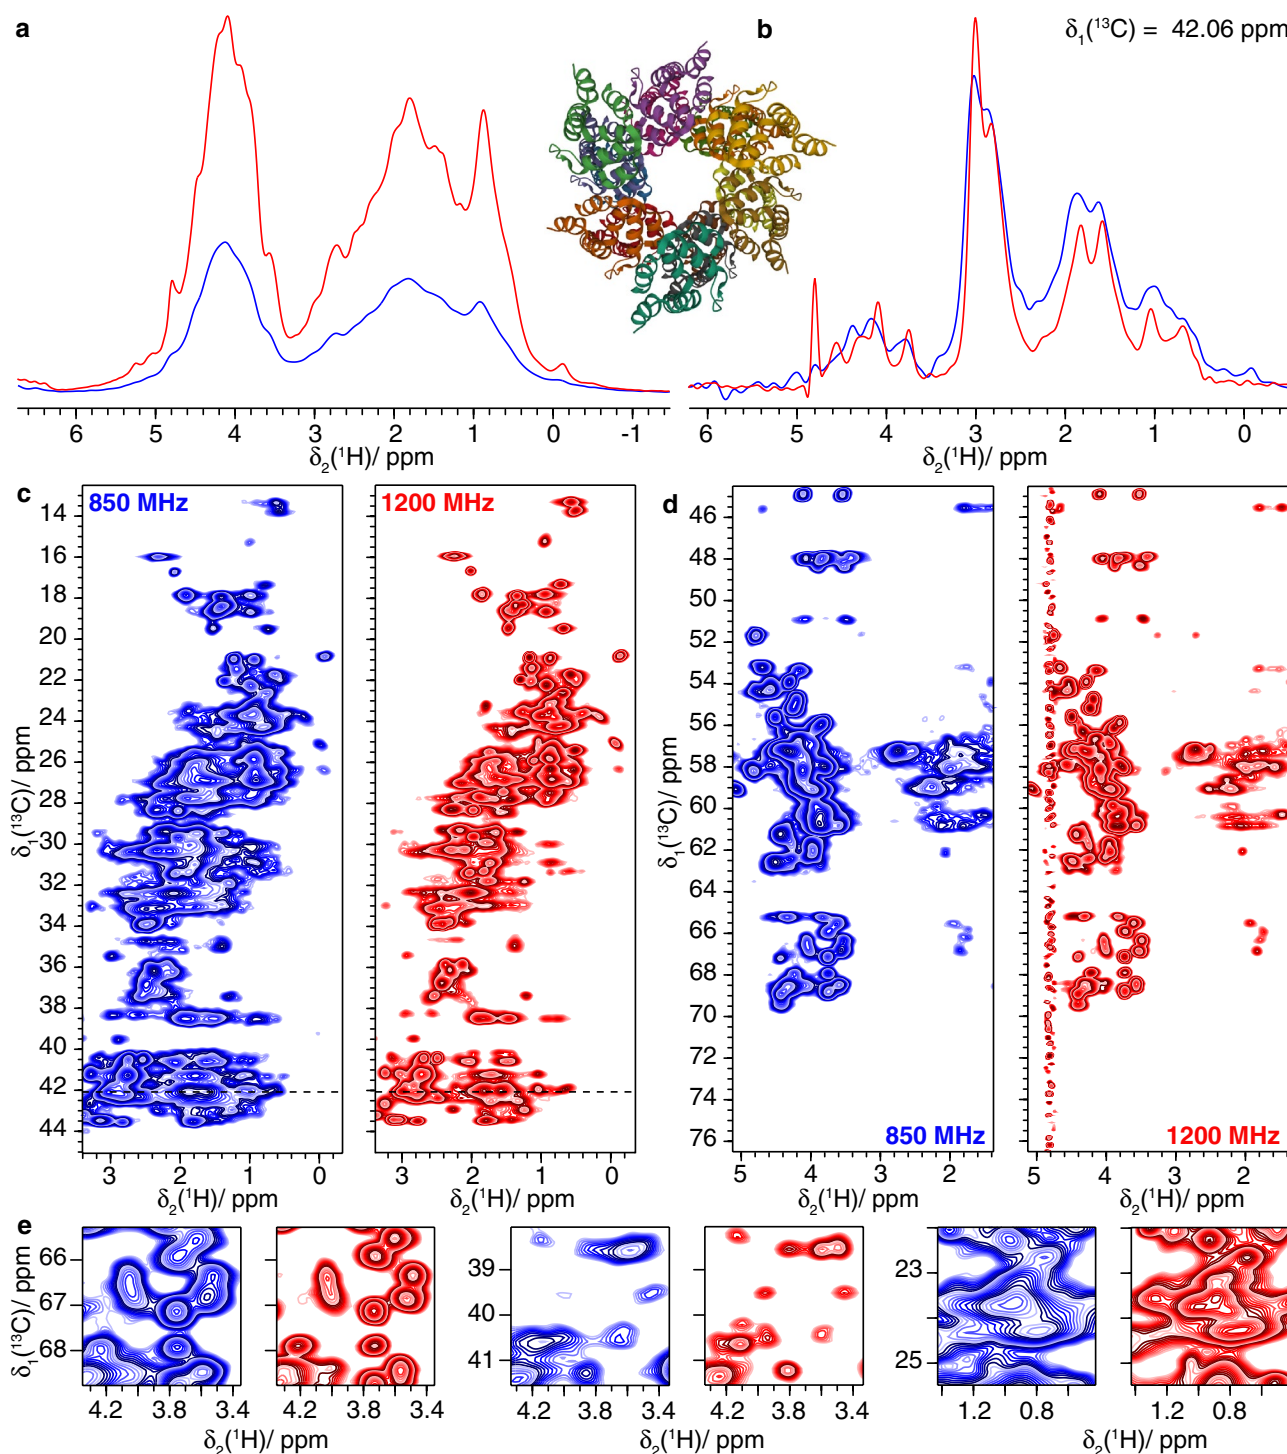 a
b
δ1(¹³C) = 42.06 ppm
6 5 4 3 2 1 0 -1
δ2(¹H)/ ppm
6 5 4 3 2 1 0
δ2(¹H)/ ppm
c
850 MHz
1200 MHz
d
14
16
18
20
22
24
26
28
30
32
34
36
38
40
42
44
δ1(¹³C)/ ppm
3 2 1 0
δ2(¹H)/ ppm
3 2 1 0
δ2(¹H)/ ppm
46
48
50
52
54
56
58
60
62
64
66
68
70
72
74
76
δ1(¹³C)/ ppm
850 MHz
1200 MHz
5 4 3 2
δ2(¹H)/ ppm
5 4 3 2
δ2(¹H)/ ppm
e
66
67
68
δ1(¹³C)/ ppm
4.2 3.8 3.4
4.2 3.8 3.4
δ2(¹H)/ ppm
39
40
41
4.2 3.8 3.4
4.2 3.8 3.4
δ2(¹H)/ ppm
23
25
1.2 0.8
1.2 0.8
δ2(¹H)/ ppm